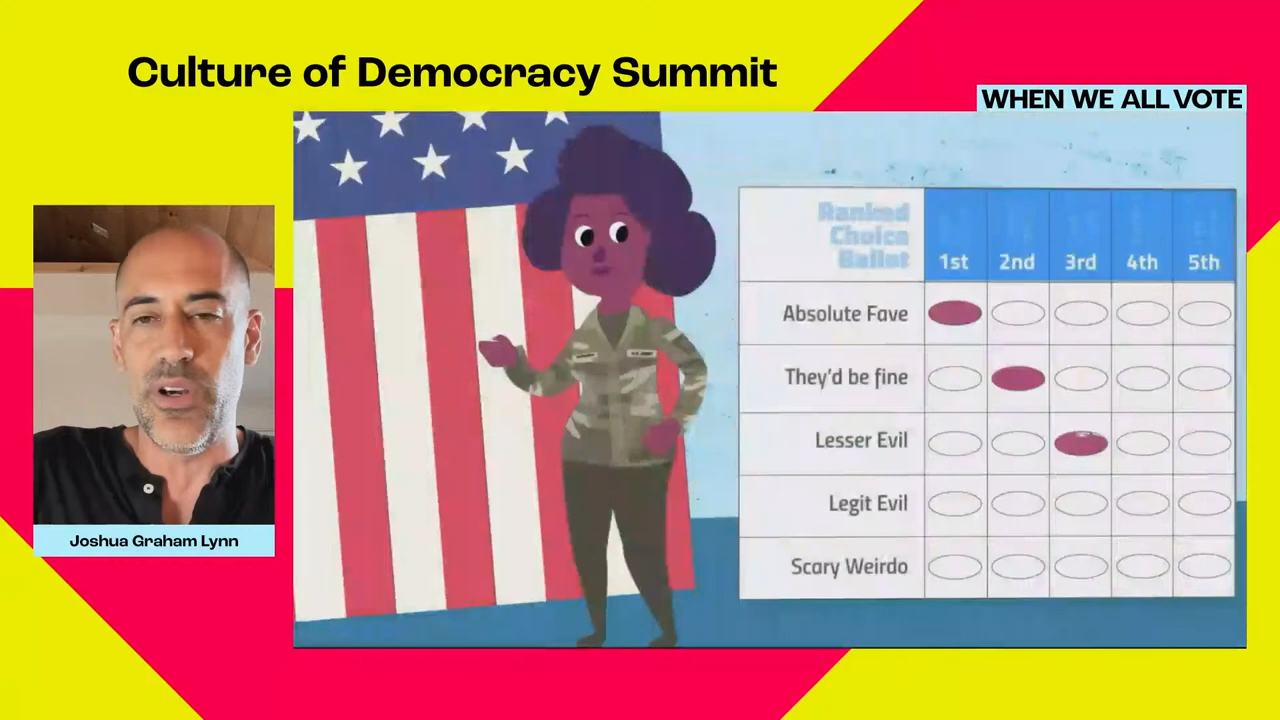 Culture of Democracy Summit
WHEN WE ALL VOTE
Ranked
Choice
Ballot
1st 2nd 3rd 4th 5th
Absolute Fave
They'd be fine
Lesser Evil
Legit Evil
Scary Weirdo
Joshua Graham Lynn